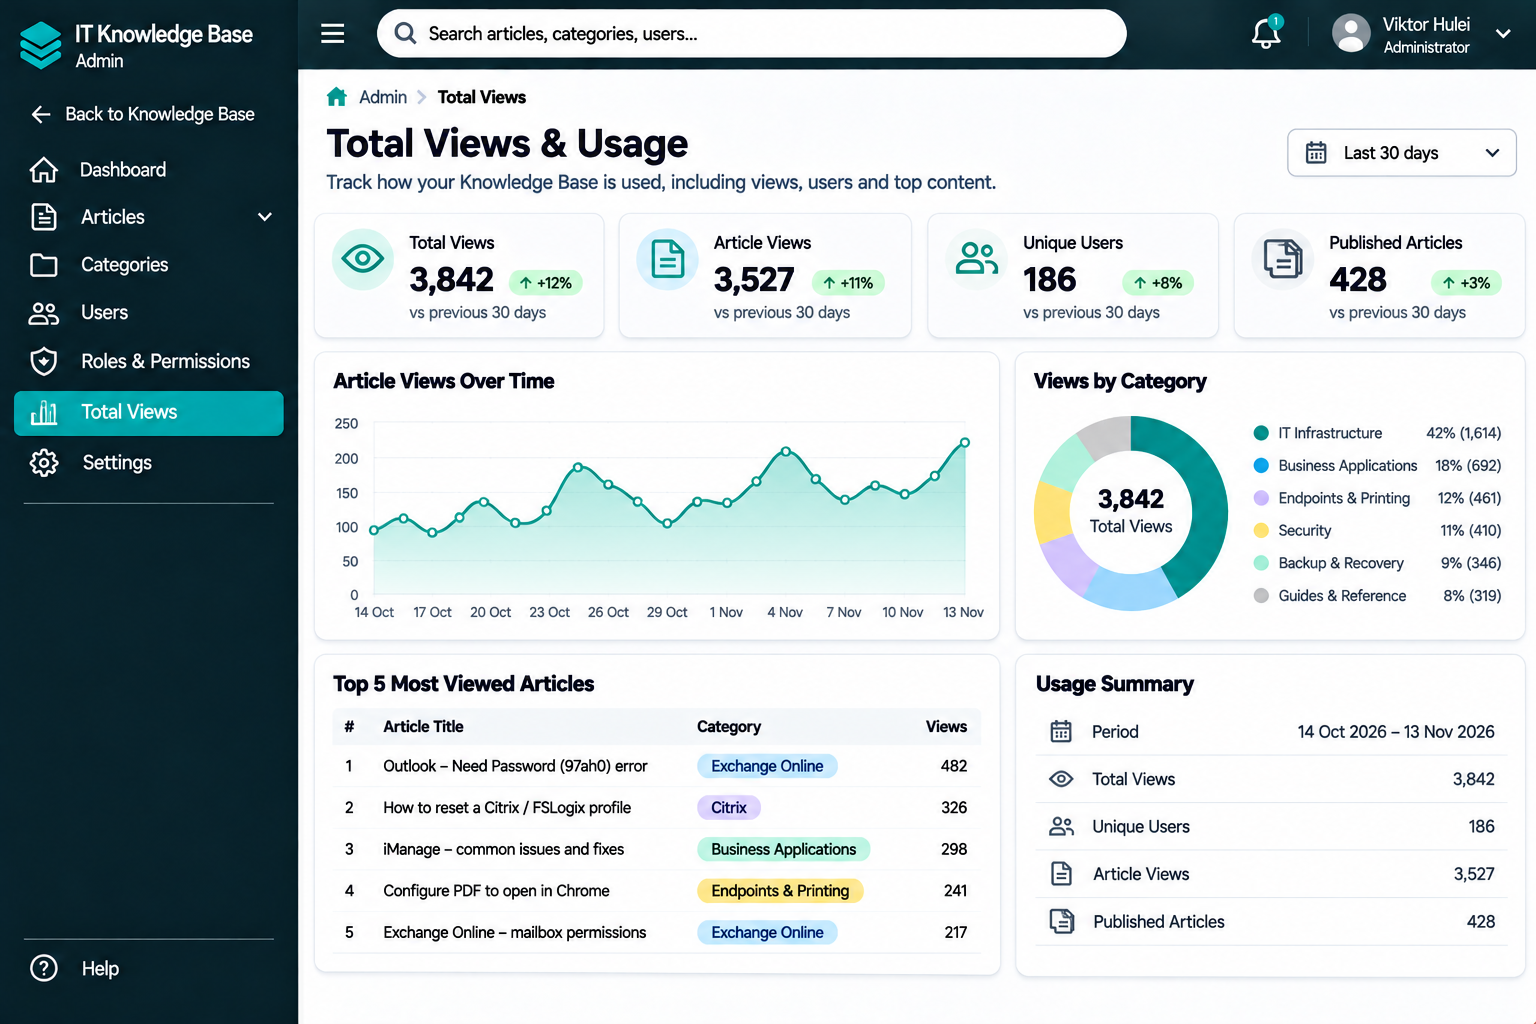 IT Knowledge Base
Admin
Back to Knowledge Base
Dashboard
Articles
Categories
Users
Roles & Permissions
Total Views
Settings
Help
Search articles, categories, users...
1
Viktor Hulei
Administrator
Admin > Total Views
Total Views & Usage
Track how your Knowledge Base is used, including views, users and top content.
Last 30 days
Total Views
3,842 ↑ +12%
vs previous 30 days
Article Views
3,527 ↑ +11%
vs previous 30 days
Unique Users
186 ↑ +8%
vs previous 30 days
Published Articles
428 ↑ +3%
vs previous 30 days
Article Views Over Time
250
200
150
100
50
0
14 Oct 17 Oct 20 Oct 23 Oct 26 Oct 29 Oct 1 Nov 4 Nov 7 Nov 10 Nov 13 Nov
Views by Category
3,842
Total Views
IT Infrastructure 42% (1,614)
Business Applications 18% (692)
Endpoints & Printing 12% (461)
Security 11% (410)
Backup & Recovery 9% (346)
Guides & Reference 8% (319)
Top 5 Most Viewed Articles
# Article Title Category Views
1 Outlook – Need Password (97ah0) error Exchange Online 482
2 How to reset a Citrix / FSLogix profile Citrix 326
3 iManage – common issues and fixes Business Applications 298
4 Configure PDF to open in Chrome Endpoints & Printing 241
5 Exchange Online – mailbox permissions Exchange Online 217
Usage Summary
Period 14 Oct 2026 – 13 Nov 2026
Total Views 3,842
Unique Users 186
Article Views 3,527
Published Articles 428